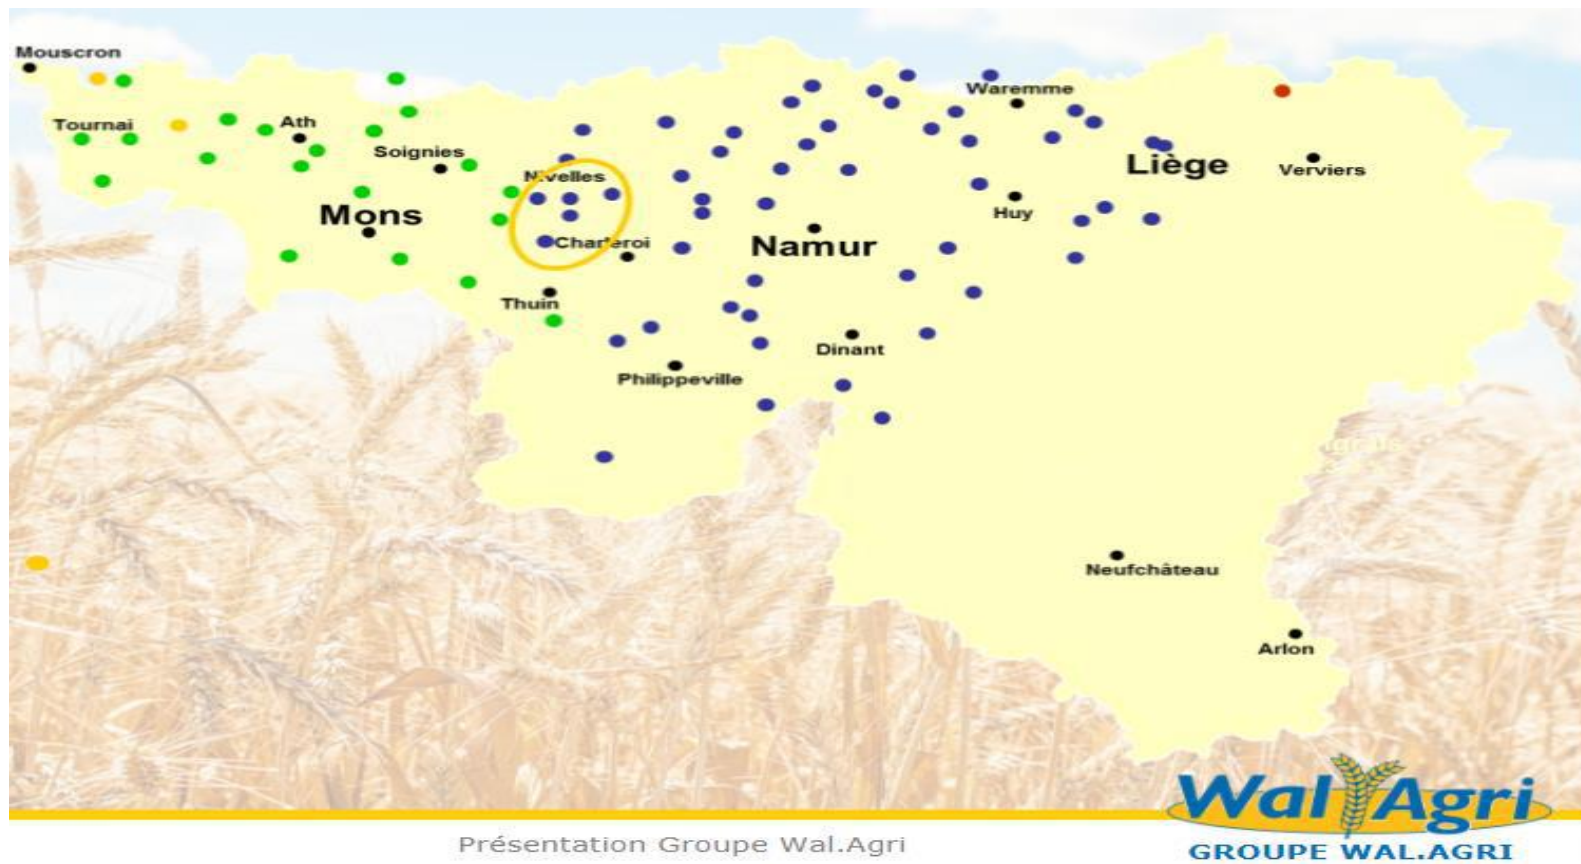 Mouscron
Tournai
Ath
Soignies
Waremme
Liège
Verviers
Nivelles
Mons
Huy
Charleroi
Namur
Thuin
Dinant
Philippeville
Neufchâteau
Arlon
Wal Agri
Présentation Groupe Wal.Agri
GROUPE WAL.AGRI